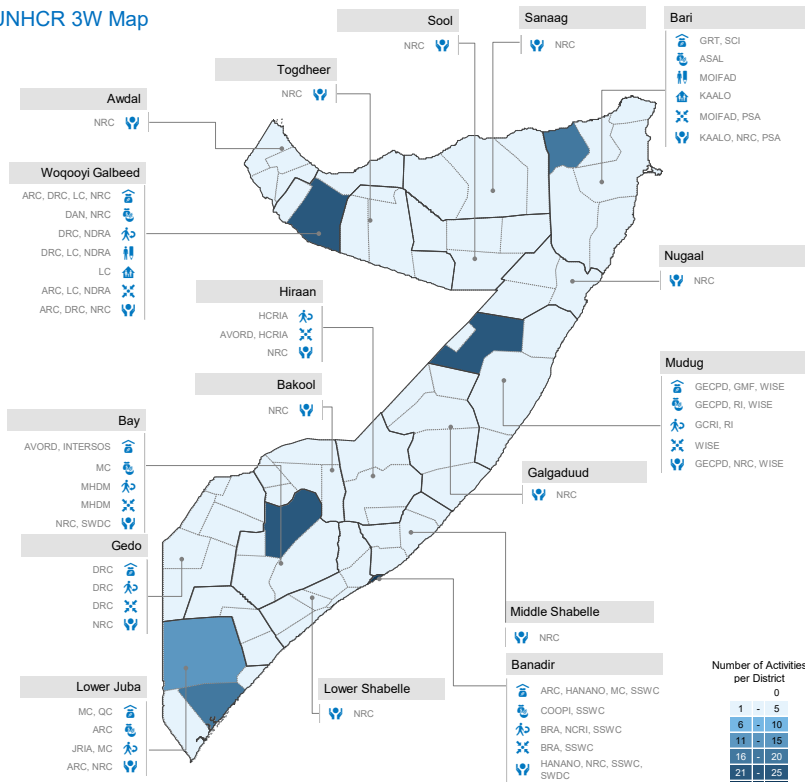 UNHCR 3W Map
Sool
NRC
Sanaag
NRC
Bari
GRT, SCI
ASAL
MOIFAD
KAALO
MOIFAD, PSA
KAALO, NRC, PSA
Togdheer
NRC
Awdal
NRC
Woqooyi Galbeed
ARC, DRC, LC, NRC
DAN, NRC
DRC, NDRA
DRC, LC, NDRA
LC
ARC, LC, NDRA
ARC, DRC, NRC
Nugaal
NRC
Hiraan
HCRIA
AVORD, HCRIA
NRC
Mudug
GECPD, GMF, WISE
GECPD, RI, WISE
GCRI, RI
WISE
GECPD, NRC, WISE
Bakool
NRC
Bay
AVORD, INTERSOS
MC
MHDM
MHDM
NRC, SWDC
Galgaduud
NRC
Gedo
DRC
DRC
DRC
NRC
Middle Shabelle
NRC
Banadir
ARC, HANANO, MC, SSWC
COOPI, SSWC
BRA, NCRI, SSWC
BRA, SSWC
HANANO, NRC, SSWC,
SWDC
Lower Juba
MC, QC
ARC
JRIA, MC
ARC, NRC
Lower Shabelle
NRC
Number of Activities
per District
0
1 - 5
6 - 10
11 - 15
16 - 20
21 - 25